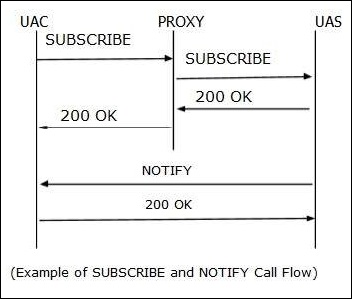 UAC PROXY UAS
SUBSCRIBE
SUBSCRIBE
200 OK
200 OK
NOTIFY
200 OK
(Example of SUBSCRIBE and NOTIFY Call Flow)